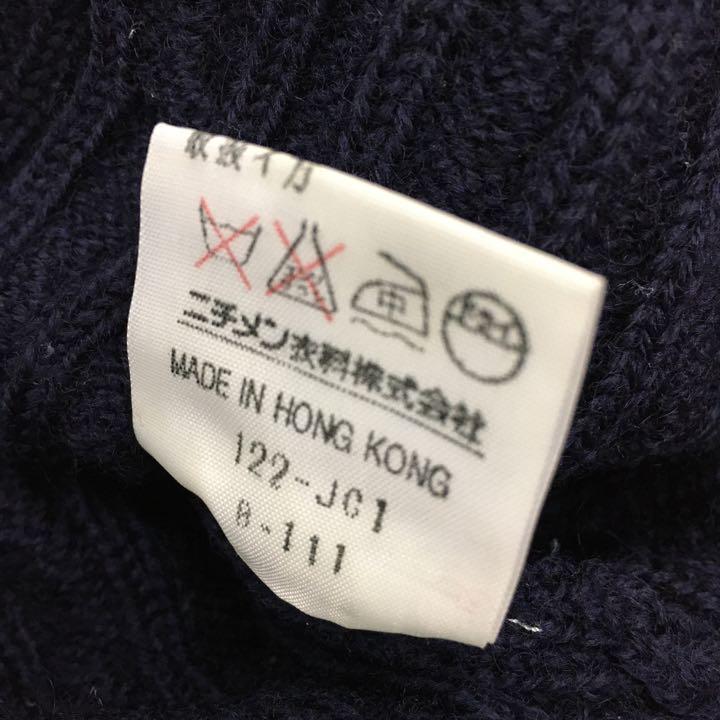 取扱イ方
中
ニチメン衣料株式会社
MADE IN HONG KONG
122-JC1
8-111